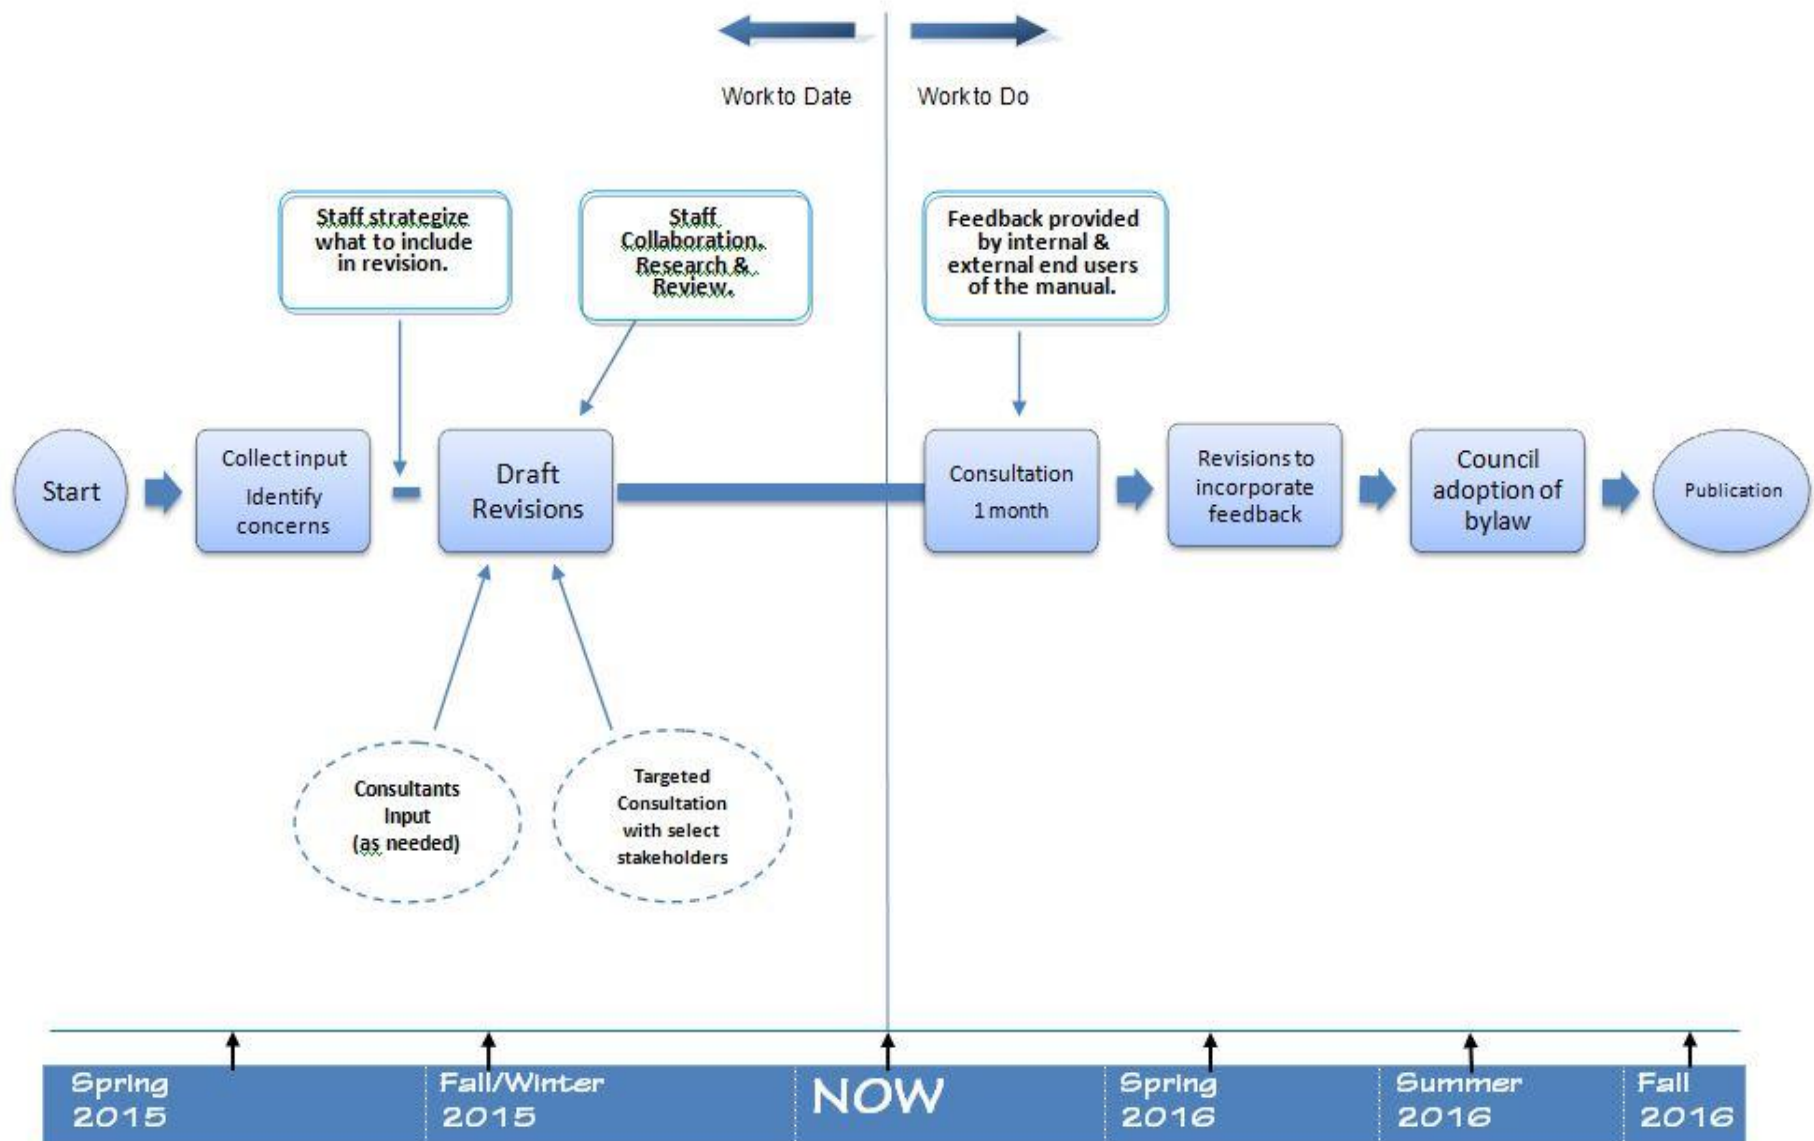 Work to Date
Work to Do
Staff strategize
what to include
in revision.
Staff
Collaboration,
Research &
Review.
Feedback provided
by internal &
external end users
of the manual.
Start
Collect input
Identify
concerns
Draft
Revisions
Consultation
1 month
Revisions to
incorporate
feedback
Council
adoption of
bylaw
Publication
Consultants
Input
(as needed)
Targeted
Consultation
with select
stakeholders
Spring
2015
Fall/Winter
2015
NOW
Spring
2016
Summer
2016
Fall
2016